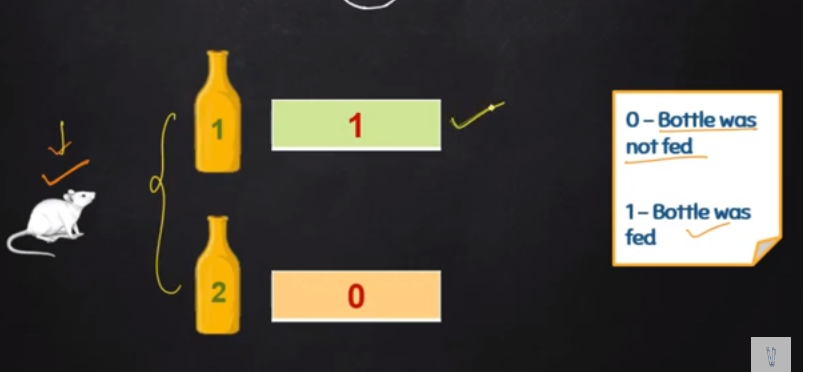 1
1
2
0
0 – Bottle was
not fed
1 – Bottle was
fed